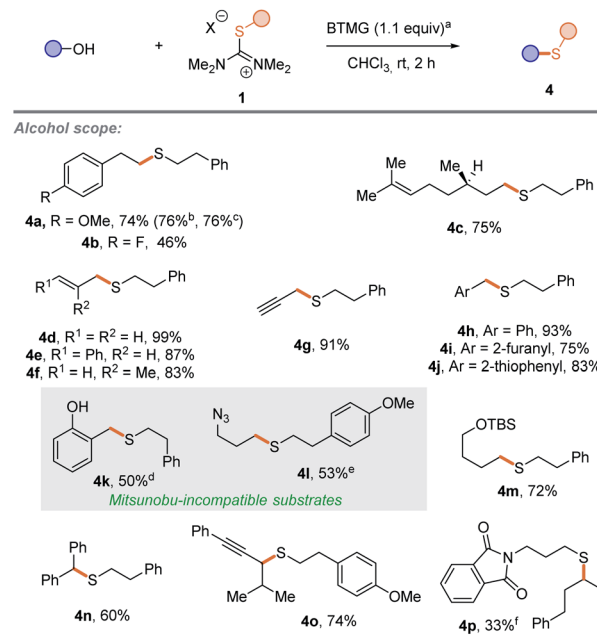 X⊖
OH
+
S
Me₂N
NMe₂
⊕
1
BTMG (1.1 equiv)ᵃ
CHCl₃, rt, 2 h
S
4
Alcohol scope:
R
S
Ph
4a, R = OMe, 74% (76%ᵇ, 76%ᶜ)
4b, R = F, 46%
Me
Me
Me
H
S
Ph
4c, 75%
R¹
R²
S
Ph
4d, R¹ = R² = H, 99%
4e, R¹ = Ph, R² = H, 87%
4f, R¹ = H, R² = Me, 83%
S
Ph
4g, 91%
Ar
S
Ph
4h, Ar = Ph, 93%
4i, Ar = 2-furanyl, 75%
4j, Ar = 2-thiophenyl, 83%
OH
S
Ph
4k, 50%ᵈ
N₃
S
OMe
4l, 53%ᵉ
Mitsunobu-incompatible substrates
OTBS
S
Ph
4m, 72%
Ph
Ph
S
Ph
4n, 60%
Ph
S
Me
Me
OMe
4o, 74%
O
N
O
S
Ph
4p, 33%ᶠ